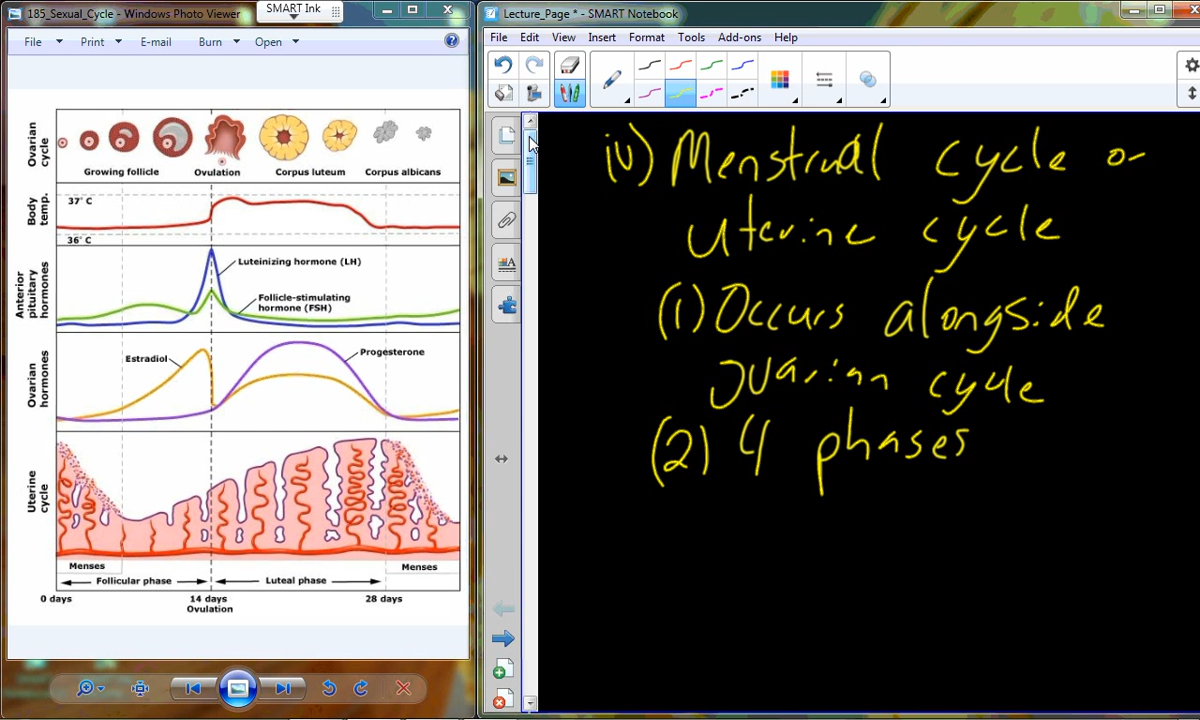 185_Sexual_Cycle - Windows Photo Viewer
SMART Ink
File Print E-mail Burn Open
Ovarian cycle
Growing follicle Ovulation Corpus luteum Corpus albicans
Body temp.
37° C
36° C
Anterior pituitary hormones
Luteinizing hormone (LH)
Follicle-stimulating
hormone (FSH)
Ovarian hormones
Estradiol
Progesterone
Uterine cycle
Menses Menses
Follicular phase Luteal phase
0 days 14 days 28 days
Ovulation
Lecture_Page * - SMART Notebook
File Edit View Insert Format Tools Add-ons Help
iv) Menstrual cycle or
uterine cycle
(1) Occurs alongside
ovarian cycle
(2) 4 phases